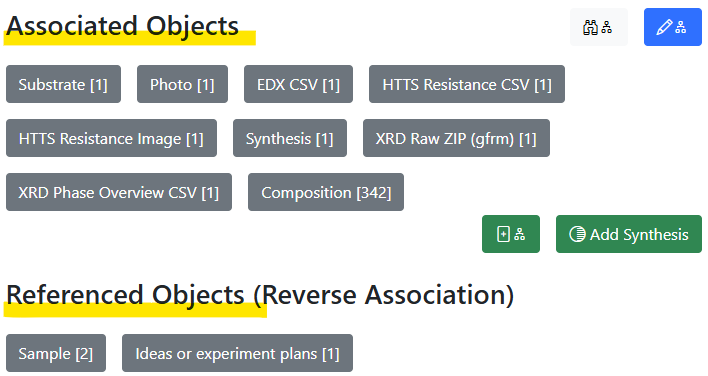 Associated Objects
Substrate [1] Photo [1] EDX CSV [1] HTTS Resistance CSV [1]
HTTS Resistance Image [1] Synthesis [1] XRD Raw ZIP (gfrm) [1]
XRD Phase Overview CSV [1] Composition [342]
Add Synthesis
Referenced Objects (Reverse Association)
Sample [2] Ideas or experiment plans [1]